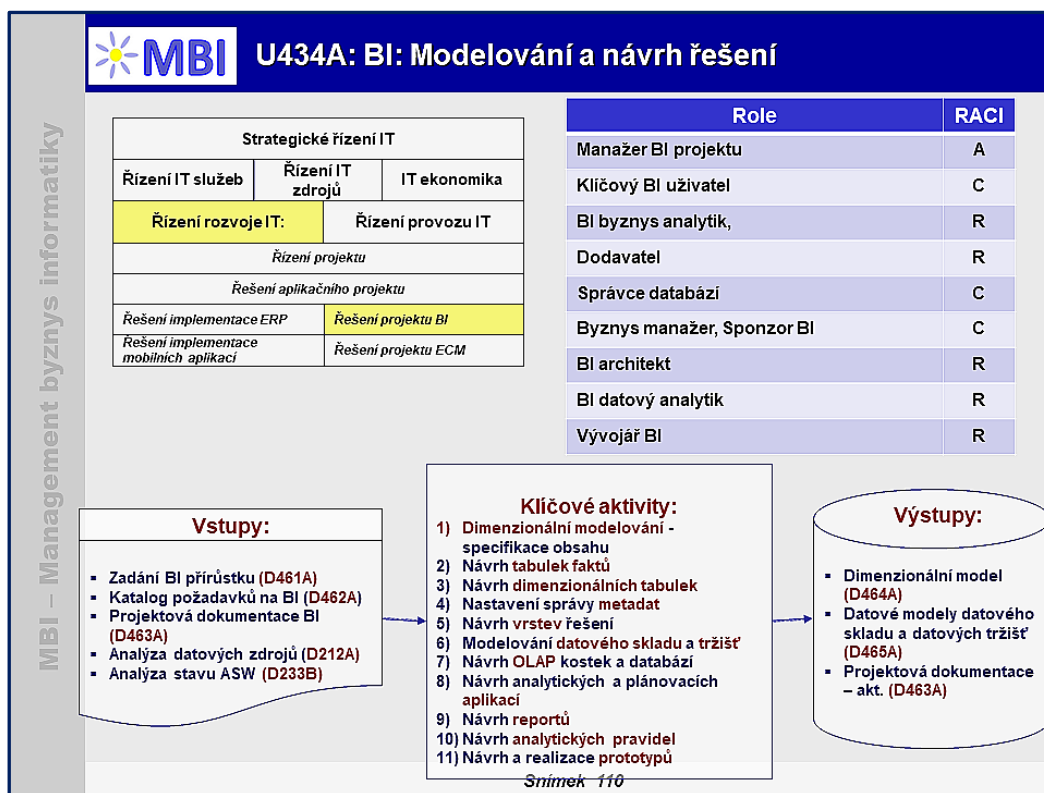 MBI
U434A: BI: Modelování a návrh řešení
MBI – Management byznys informatiky
Strategické řízení IT
Řízení IT služeb
Řízení IT
zdrojů
IT ekonomika
Řízení rozvoje IT:
Řízení provozu IT
Řízení projektu
Řešení aplikačního projektu
Řešení implementace ERP
Řešení projektu BI
Řešení implementace
mobilních aplikací
Řešení projektu ECM
Role RACI
Manažer BI projektu A
Klíčový BI uživatel C
BI byznys analytik, R
Dodavatel R
Správce databází C
Byznys manažer, Sponzor BI C
BI architekt R
BI datový analytik R
Vývojář BI R
Vstupy:
▪ Zadání BI přírůstku (D461A)
▪ Katalog požadavků na BI (D462A)
▪ Projektová dokumentace BI
(D463A)
▪ Analýza datových zdrojů (D212A)
▪ Analýza stavu ASW (D233B)
Klíčové aktivity:
1) Dimenzionální modelování -
specifikace obsahu
2) Návrh tabulek faktů
3) Návrh dimenzionálních tabulek
4) Nastavení správy metadat
5) Návrh vrstev řešení
6) Modelování datového skladu a tržišť
7) Návrh OLAP kostek a databází
8) Návrh analytických a plánovacích
aplikací
9) Návrh reportů
10) Návrh analytických pravidel
11) Návrh a realizace prototypů
Výstupy:
▪ Dimenzionální model
(D464A)
▪ Datové modely datového
skladu a datových tržišť
(D465A)
▪ Projektová dokumentace
– akt. (D463A)
Snímek 110